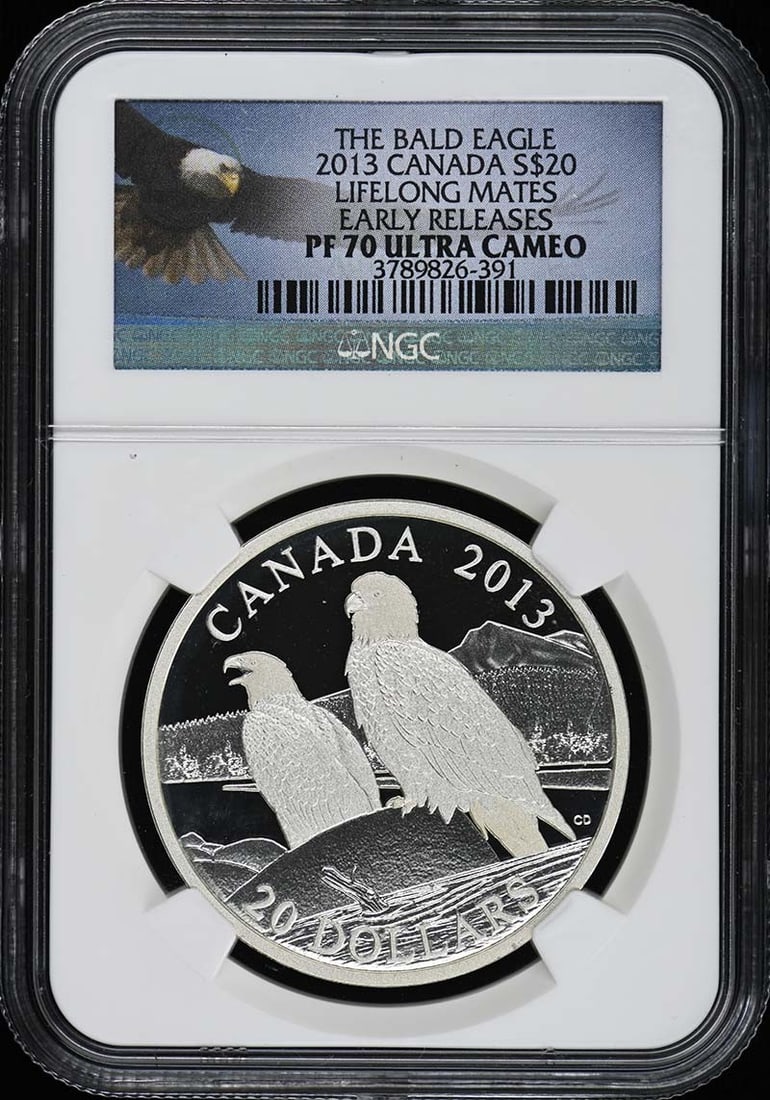 THE BALD EAGLE
2013 CANADA S$20
LIFELONG MATES
EARLY RELEASES
PF 70 ULTRA CAMEO
3789826-391
NGC
CANADA 2013
CD
20 DOLLARS